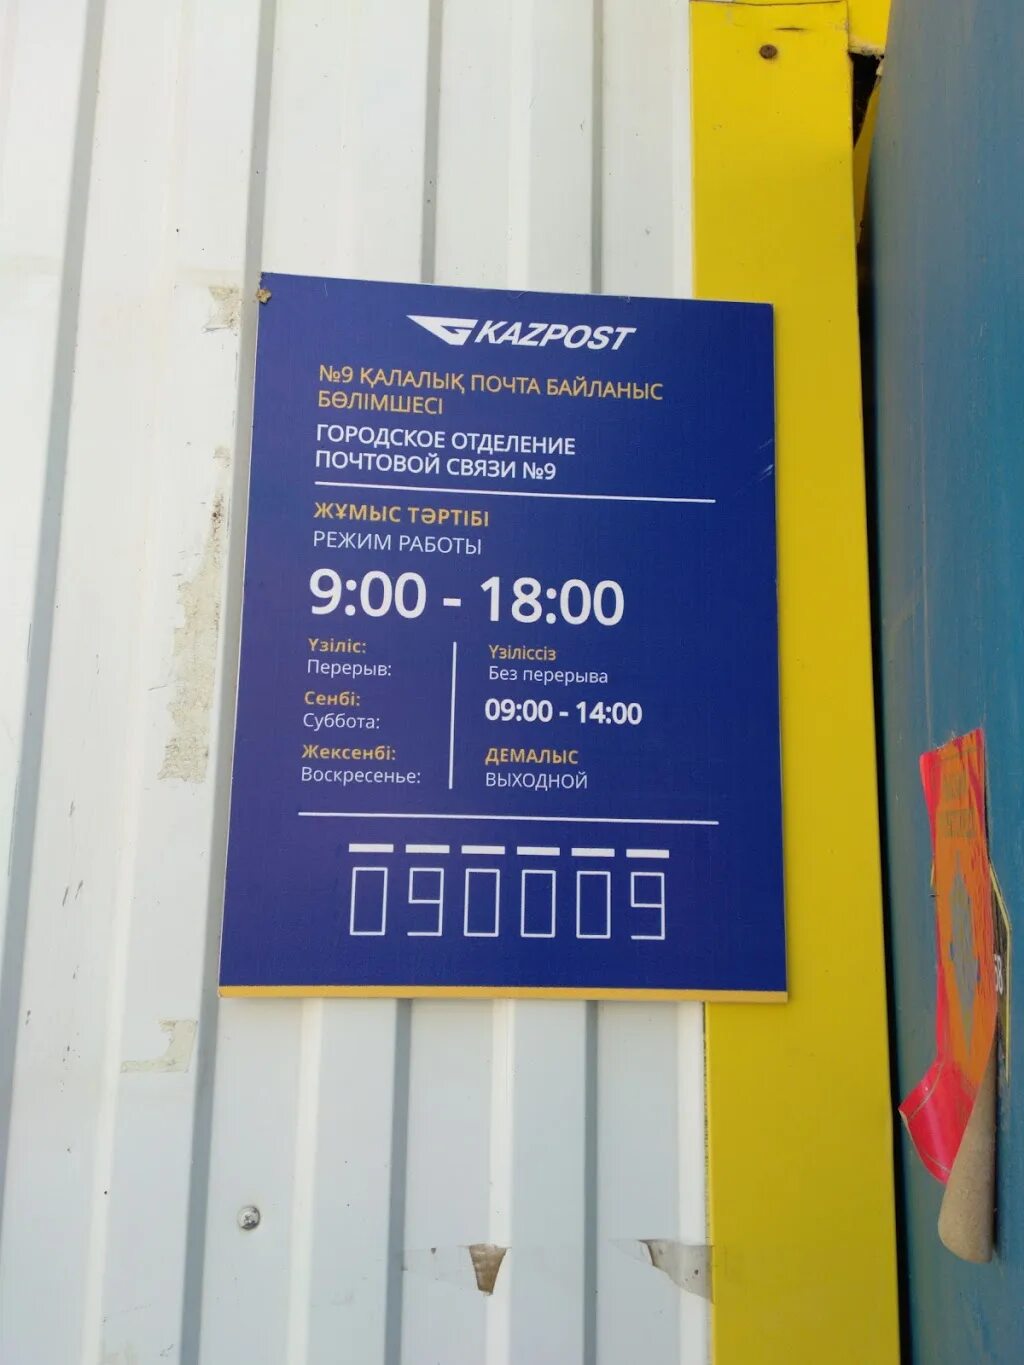 KAZPOST
№9 ҚАЛАЛЫҚ ПОЧТА БАЙЛАНЫС
БӨЛІМШЕСІ
ГОРОДСКОЕ ОТДЕЛЕНИЕ
ПОЧТОВОЙ СВЯЗИ №9
ЖҰМЫС ТӘРТІБІ
РЕЖИМ РАБОТЫ
9:00 - 18:00
Үзіліс:
Перерыв:
Үзіліссіз
Без перерыва
Сенбі:
Суббота:
09:00 - 14:00
Жексенбі:
Воскресенье:
ДЕМАЛЫС
ВЫХОДНОЙ
090009